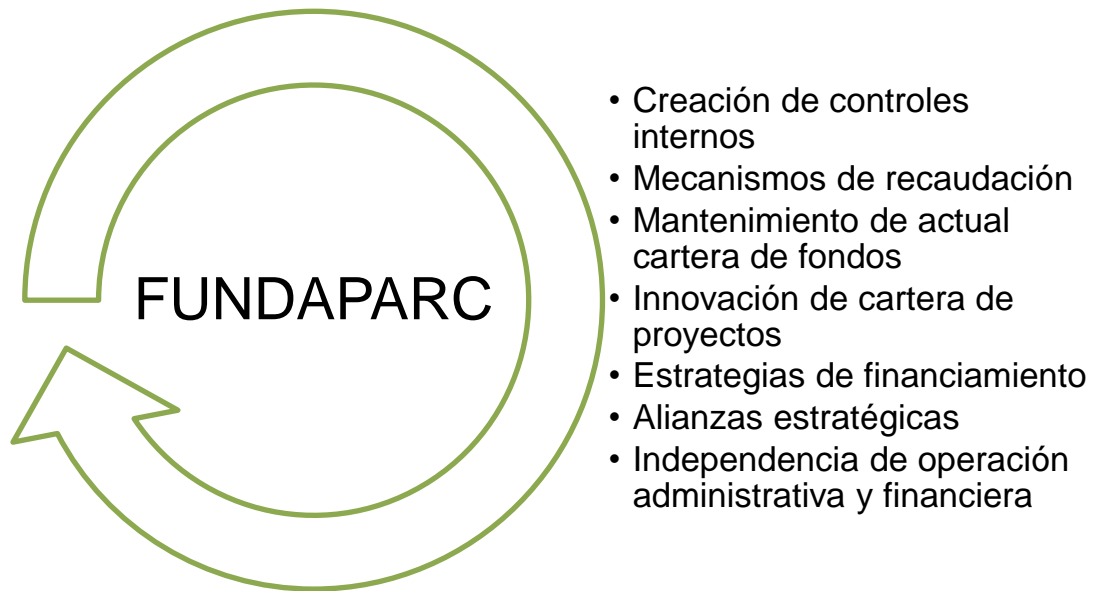 FUNDAPARC
• Creación de controles
internos
• Mecanismos de recaudación
• Mantenimiento de actual
cartera de fondos
• Innovación de cartera de
proyectos
• Estrategias de financiamiento
• Alianzas estratégicas
• Independencia de operación
administrativa y financiera